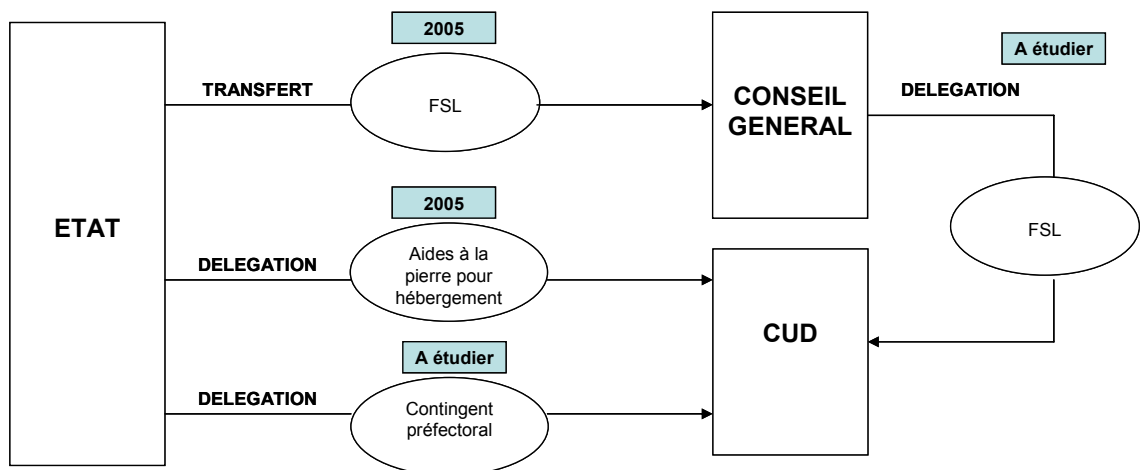 2005
A étudier
TRANSFERT
FSL
CONSEIL
GENERAL
DELEGATION
2005
ETAT
FSL
DELEGATION
Aides à la
pierre pour
hébergement
CUD
A étudier
DELEGATION
Contingent
préfectoral